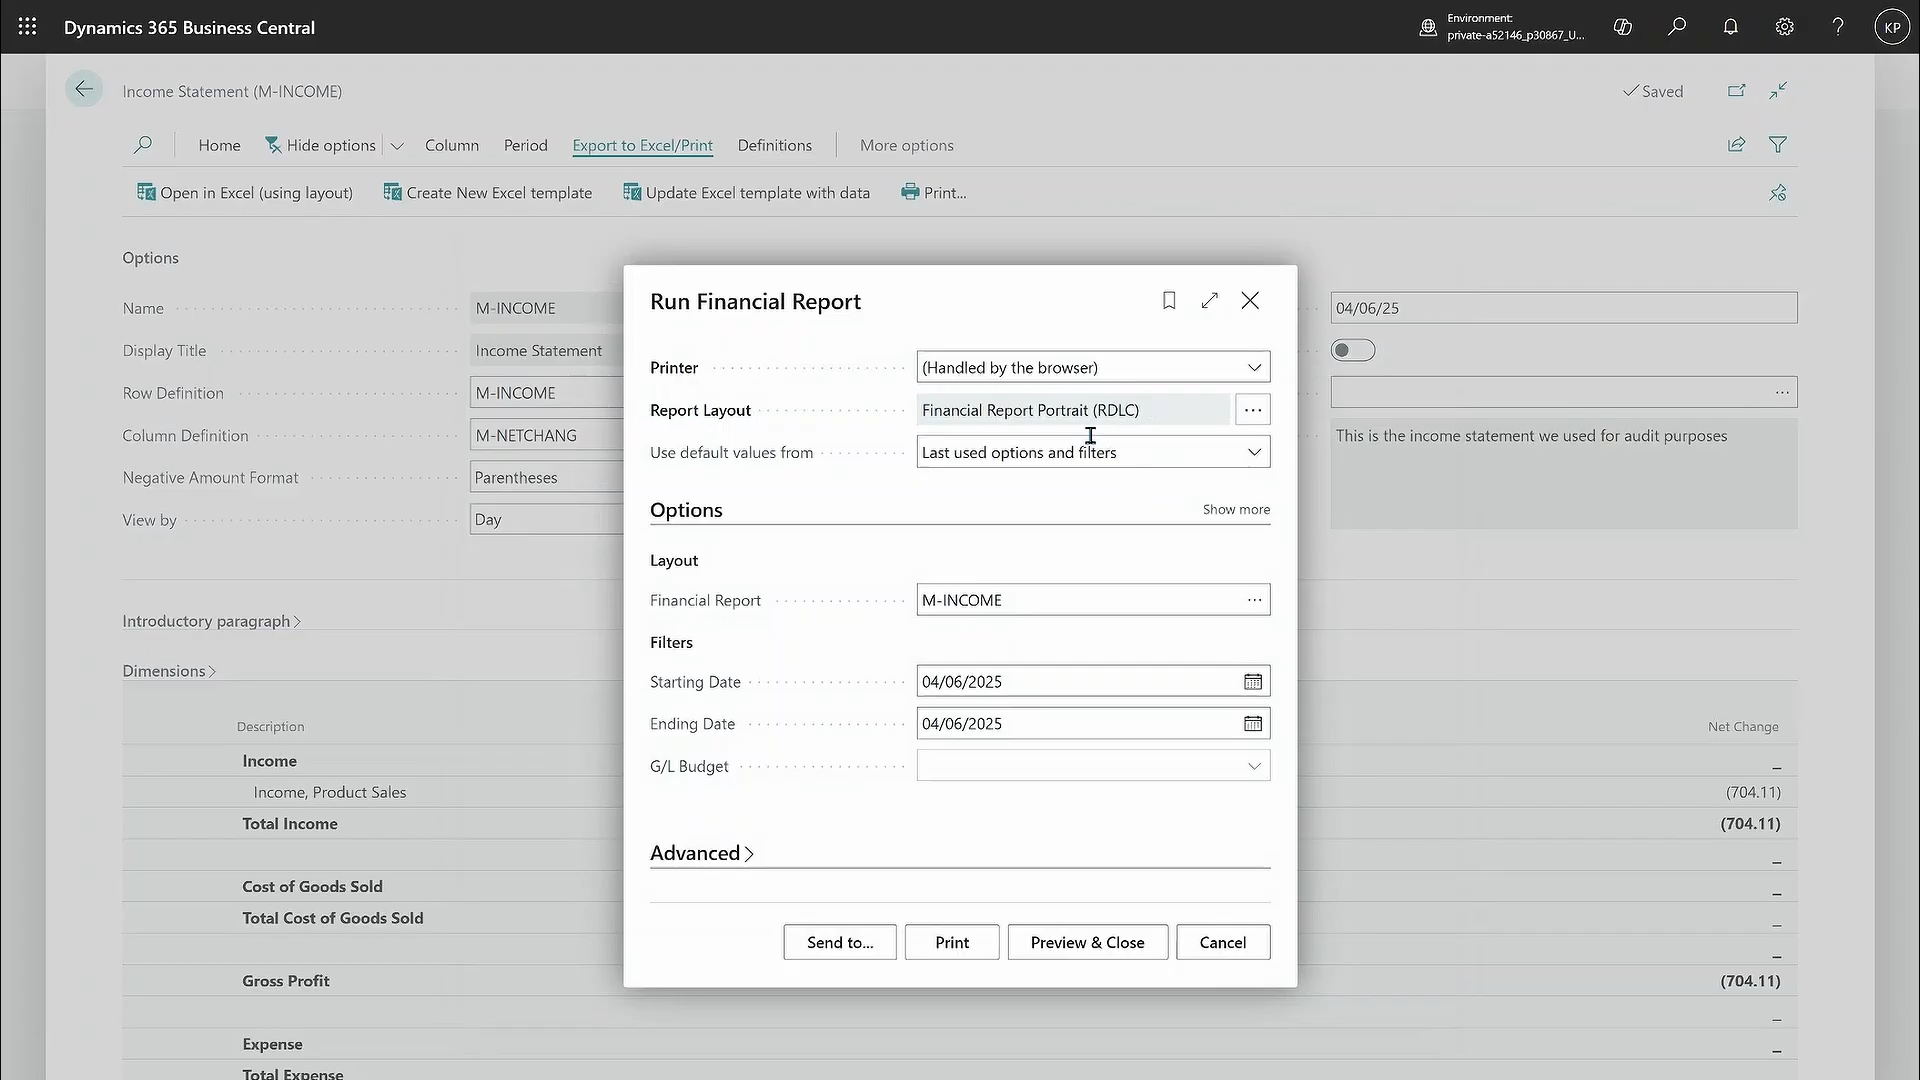 Dynamics 365 Business Central
Environment:
private-a52146_p30867_U...
KP
Income Statement (M-INCOME)
Saved
Home
Hide options
Column
Period
Export to Excel/Print
Definitions
More options
Open in Excel (using layout)
Create New Excel template
Update Excel template with data
Print...
Options
Name
M-INCOME
04/06/25
Display Title
Income Statement
Row Definition
M-INCOME
Column Definition
M-NETCHANG
This is the income statement we used for audit purposes
Negative Amount Format
Parentheses
View by
Day
Introductory paragraph
Dimensions
Description
Net Change
Income
–
Income, Product Sales
(704.11)
Total Income
(704.11)
–
Cost of Goods Sold
–
Total Cost of Goods Sold
–
–
Gross Profit
(704.11)
–
Expense
–
Total Expense
Run Financial Report
Printer
(Handled by the browser)
Report Layout
Financial Report Portrait (RDLC)
Use default values from
Last used options and filters
Options
Show more
Layout
Financial Report
M-INCOME
Filters
Starting Date
04/06/2025
Ending Date
04/06/2025
G/L Budget
Advanced
Send to...
Print
Preview & Close
Cancel